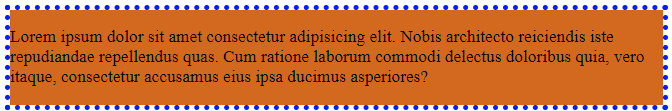 Lorem ipsum dolor sit amet consectetur adipisicing elit. Nobis architecto reiciendis iste
repudiandae repellendus quas. Cum ratione laborum commodi delectus doloribus quia, vero
itaque, consectetur accusamus eius ipsa ducimus asperiores?